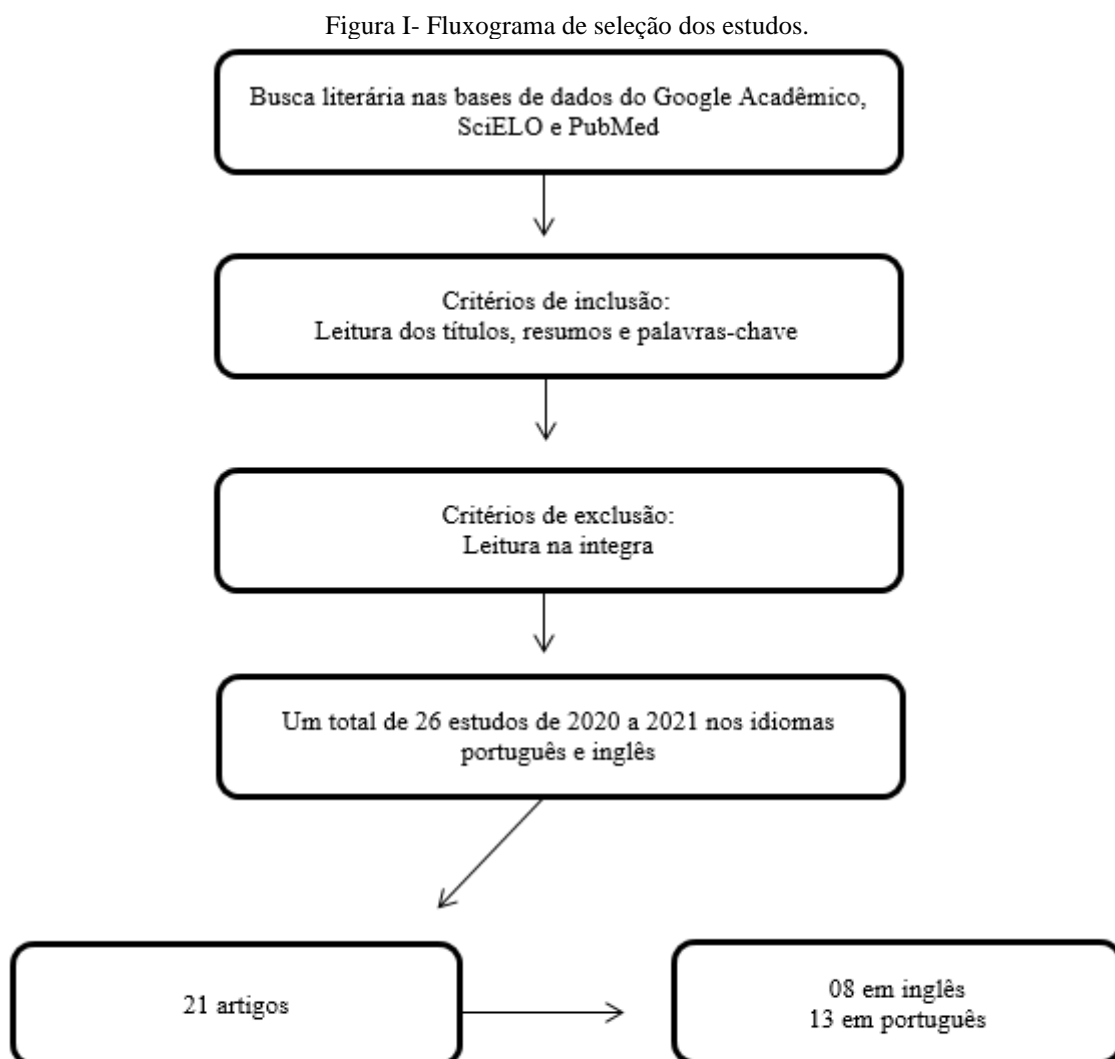 Figura I- Fluxograma de seleção dos estudos.
Busca literária nas bases de dados do Google Acadêmico,
SciELO e PubMed
Critérios de inclusão:
Leitura dos títulos, resumos e palavras-chave
Critérios de exclusão:
Leitura na integra
Um total de 26 estudos de 2020 a 2021 nos idiomas
português e inglês
21 artigos
08 em inglês
13 em português